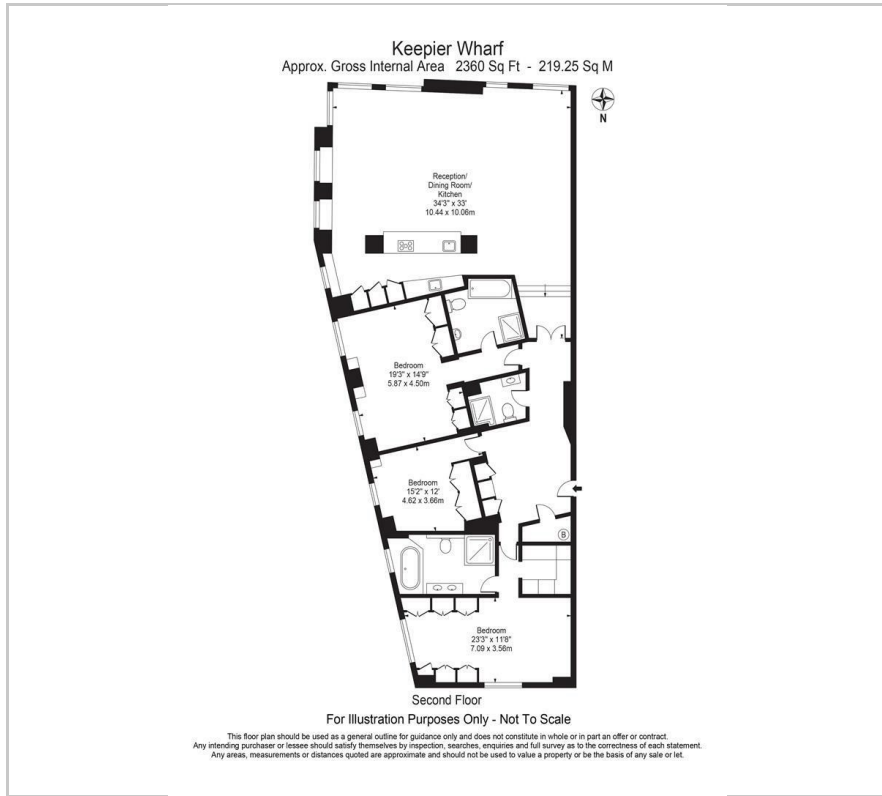 Keepier Wharf
Approx. Gross Internal Area 2360 Sq Ft - 219.25 Sq M
N
Reception/
Dining Room/
Kitchen
34'3" x 33'
10.44 x 10.06m
Bedroom
19'3" x 14'9"
5.87 x 4.50m
Bedroom
15'2" x 12'
4.62 x 3.66m
B
Bedroom
23'3" x 11'8"
7.09 x 3.56m
Second Floor
For Illustration Purposes Only - Not To Scale
This floor plan should be used as a general outline for guidance only and does not constitute in whole or in part an offer or contract.
Any intending purchaser or lessee should satisfy themselves by inspection, searches, enquiries and full survey as to the correctness of each statement.
Any areas, measurements or distances quoted are approximate and should not be used to value a property or be the basis of any sale or let.